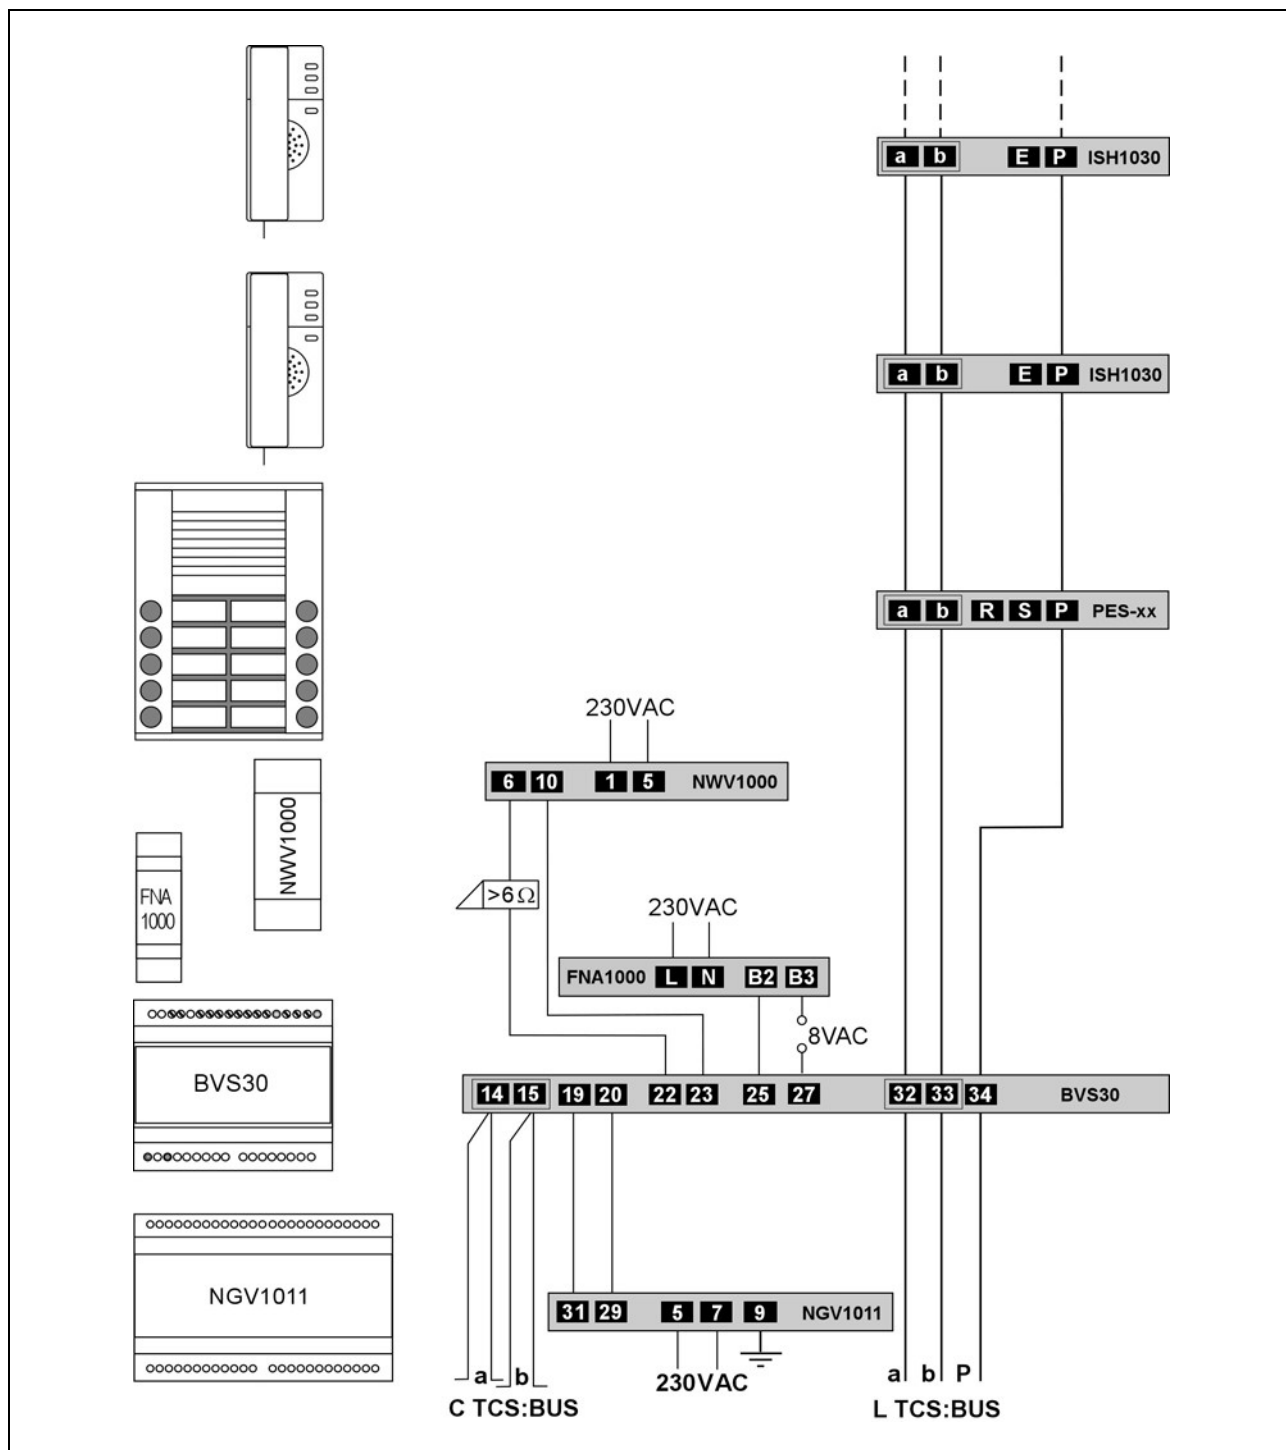 a b E P ISH1030
a b E P ISH1030
a b R S P PES-xx
230VAC
6 10 1 5 NWV1000
NWV1000
FNA
1000
>6Ω
230VAC
FNA1000 L N B2 B3
8VAC
BVS30
14 15 19 20 22 23 25 27 32 33 34 BVS30
NGV1011
31 29 5 7 9 NGV1011
230VAC
a b
C TCS:BUS
a b P
L TCS:BUS